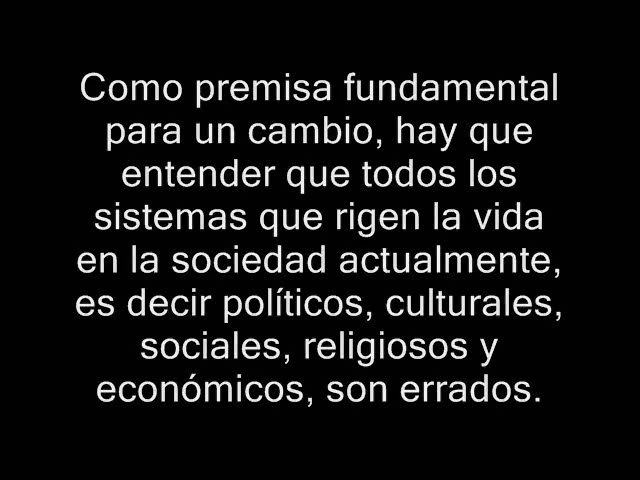 Como premisa fundamental
para un cambio, hay que
entender que todos los
sistemas que rigen la vida
en la sociedad actualmente,
es decir políticos, culturales,
sociales, religiosos y
económicos, son errados.